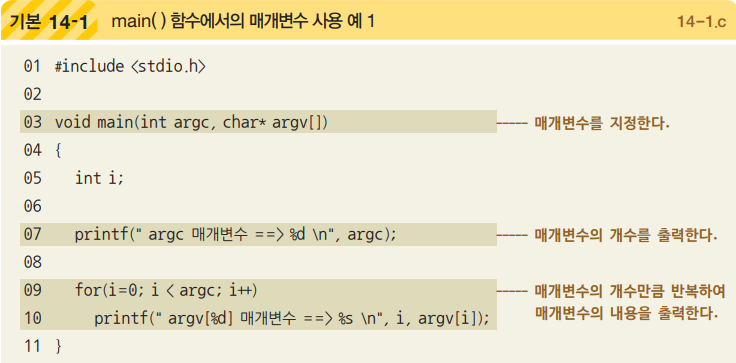 기본 14-1 main( ) 함수에서의 매개변수 사용 예 1 14-1.c
01 #include <stdio.h>
02
03 void main(int argc, char* argv[]) 매개변수를 지정한다.
04 {
05 int i;
06
07 printf(" argc 매개변수 ==> %d \n", argc); 매개변수의 개수를 출력한다.
08
09 for(i=0; i < argc; i++) 매개변수의 개수만큼 반복하여
10 printf(" argv[%d] 매개변수 ==> %s \n", i, argv[i]); 매개변수의 내용을 출력한다.
11 }